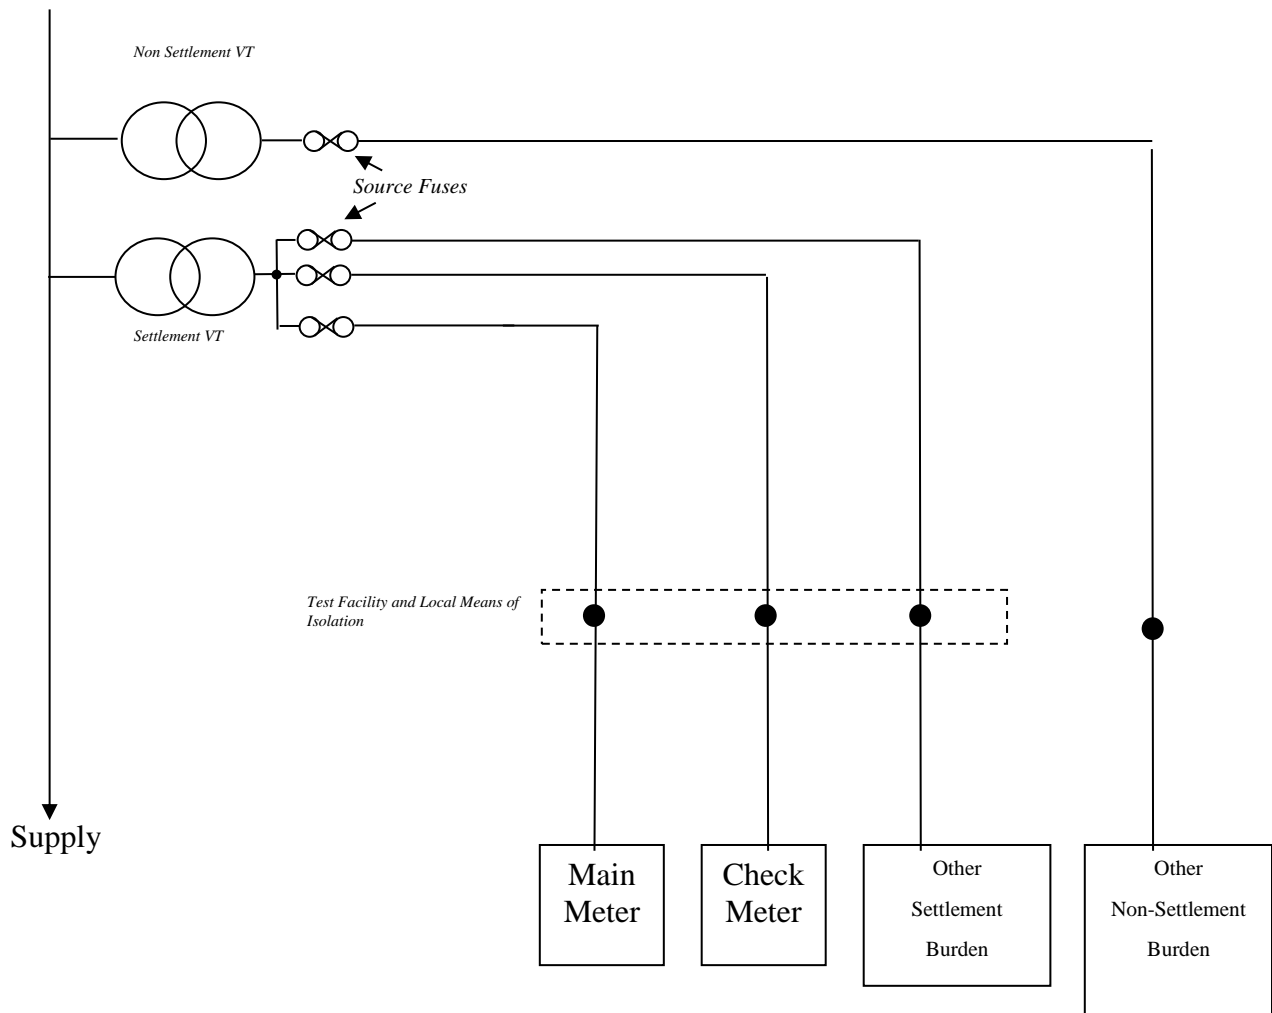 Non Settlement VT
Source Fuses
Settlement VT
Test Facility and Local Means of
Isolation
Supply
Main
Meter
Check
Meter
Other
Settlement
Burden
Other
Non-Settlement
Burden